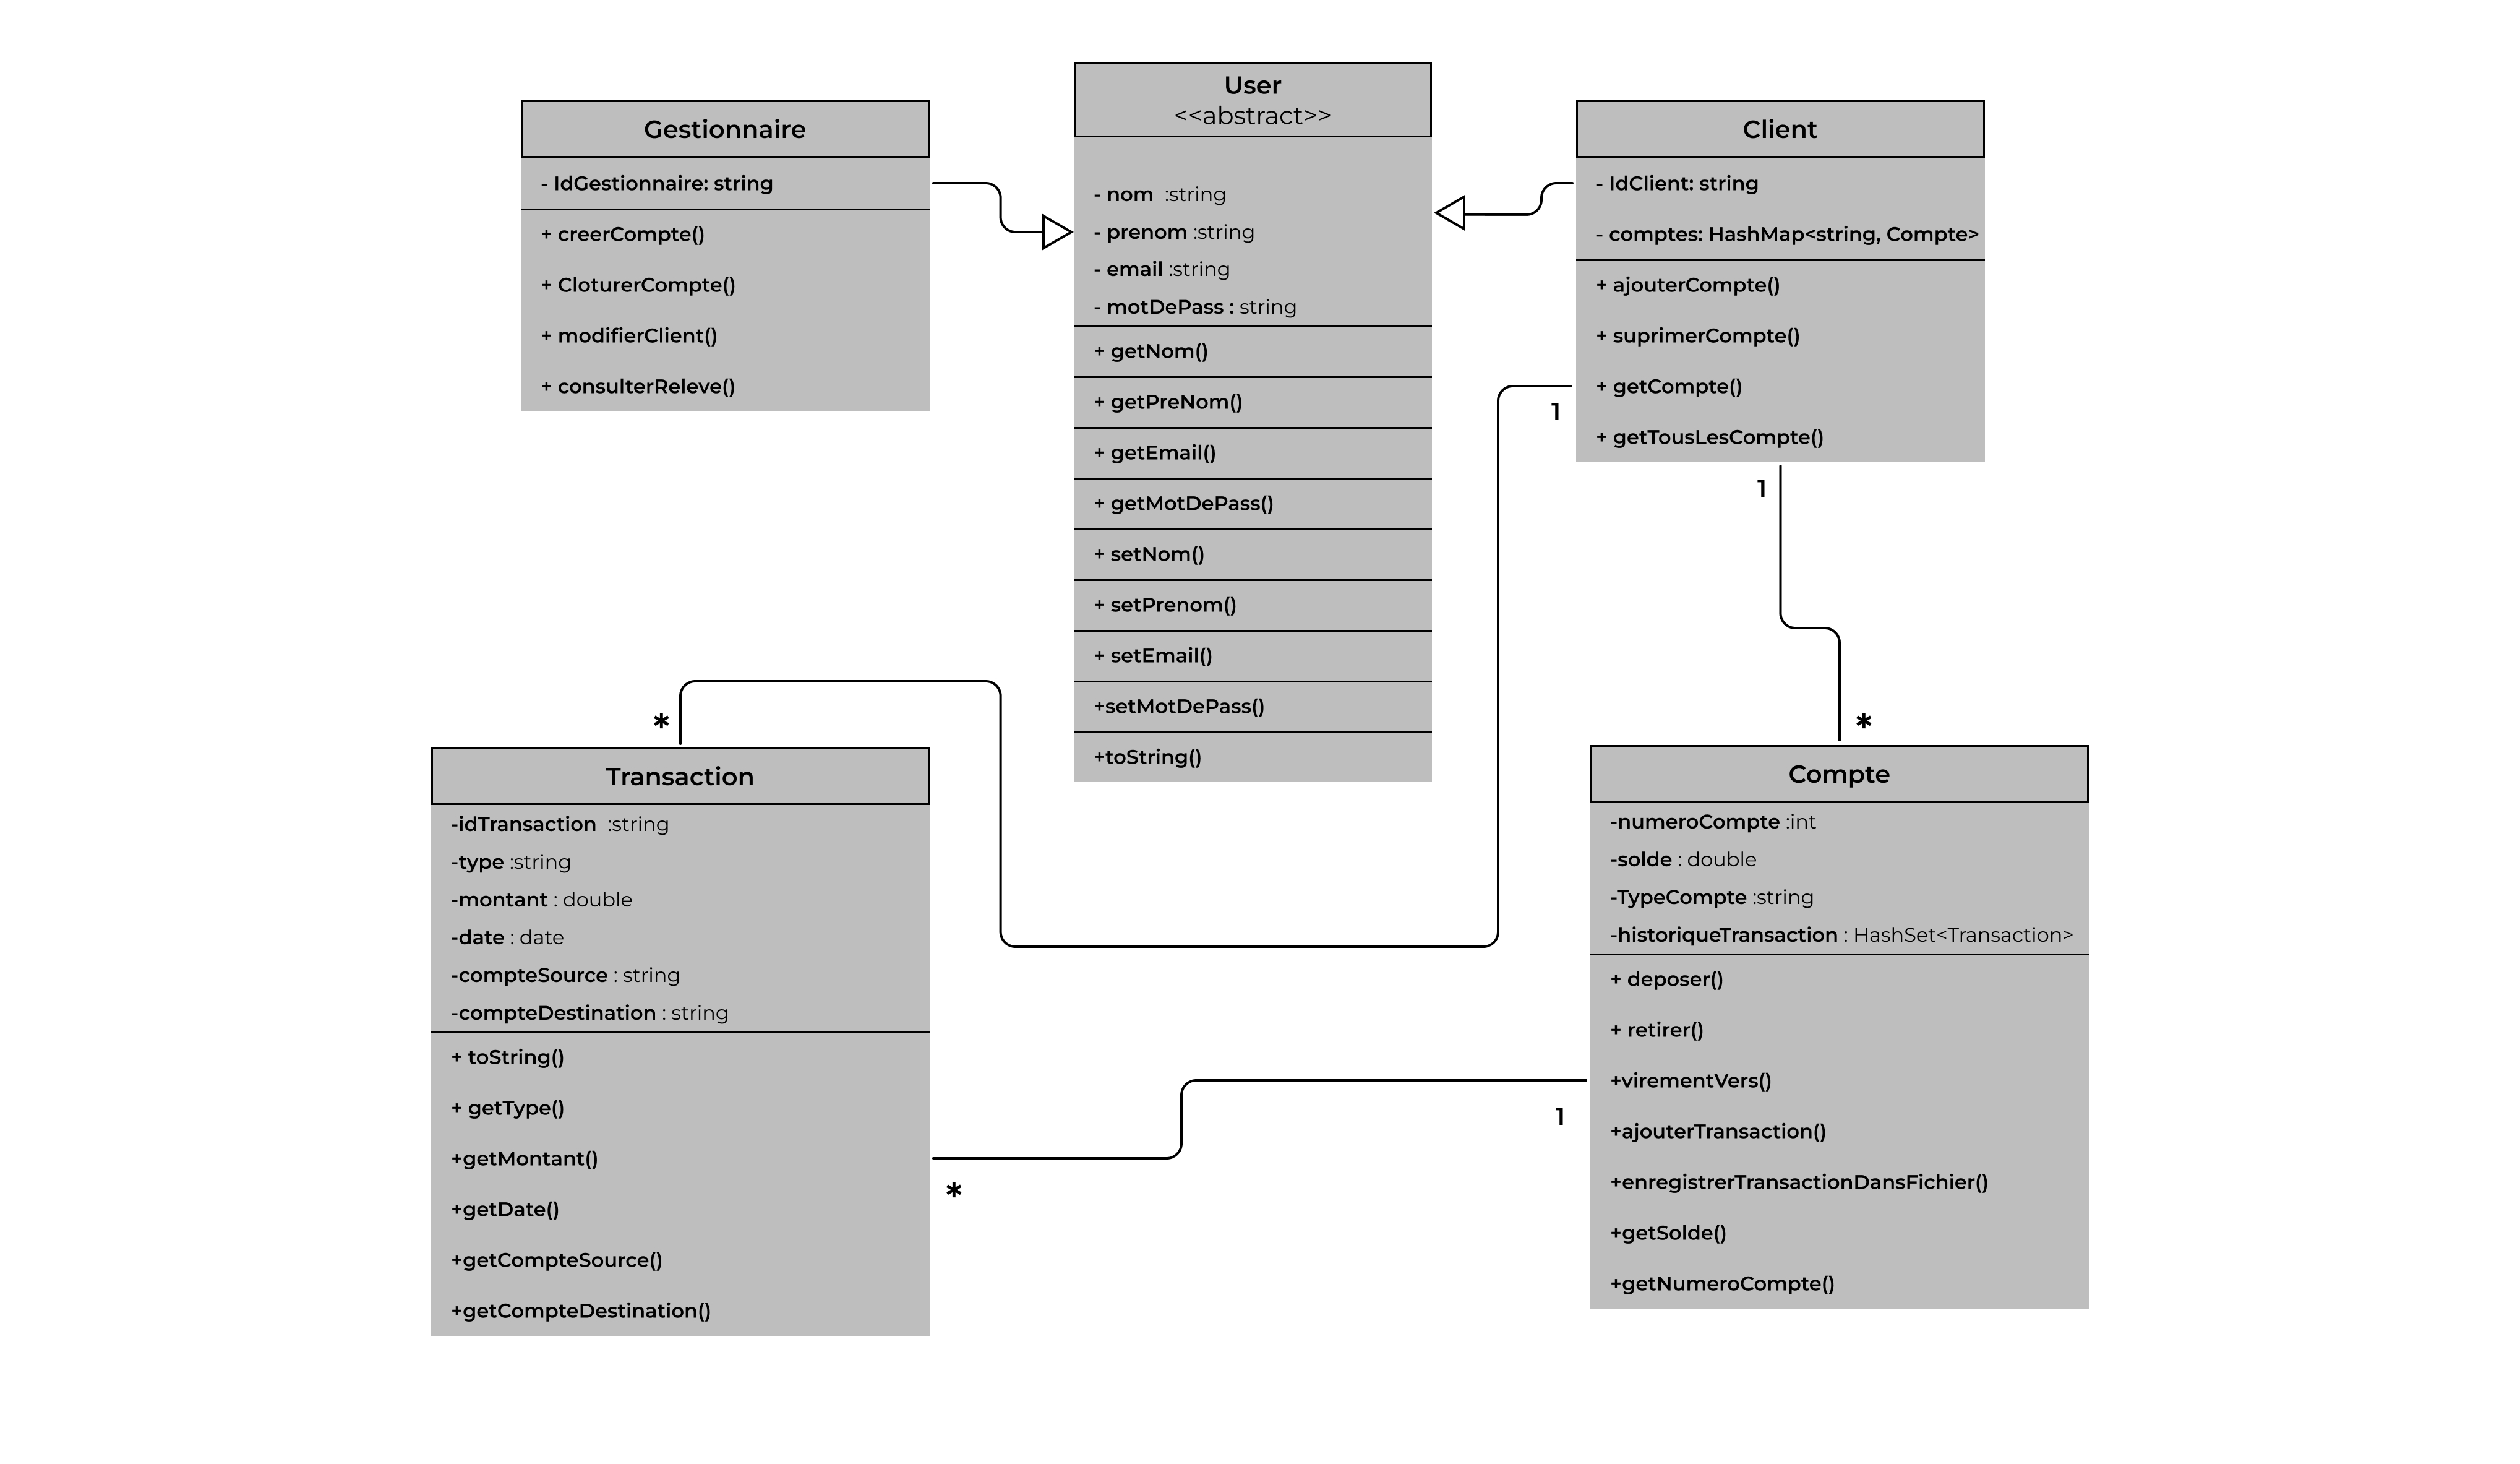 Gestionnaire
- IdGestionnaire: string
+ creerCompte()
+ CloturerCompte()
+ modifierClient()
+ consulterReleve()
User
<<abstract>>
- nom :string
- prenom :string
- email :string
- motDePass : string
+ getNom()
+ getPreNom()
+ getEmail()
+ getMotDePass()
+ setNom()
+ setPrenom()
+ setEmail()
+setMotDePass()
+toString()
Client
- IdClient: string
- comptes: HashMap<string, Compte>
+ ajouterCompte()
+ suprimerCompte()
+ getCompte()
+ getTousLesCompte()
1
1
*
*
Transaction
-idTransaction :string
-type :string
-montant : double
-date : date
-compteSource : string
-compteDestination : string
+ toString()
+ getType()
+getMontant()
+getDate()
+getCompteSource()
+getCompteDestination()
*
1
Compte
-numeroCompte :int
-solde : double
-TypeCompte :string
-historiqueTransaction : HashSet<Transaction>
+ deposer()
+ retirer()
+virementVers()
+ajouterTransaction()
+enregistrerTransactionDansFichier()
+getSolde()
+getNumeroCompte()